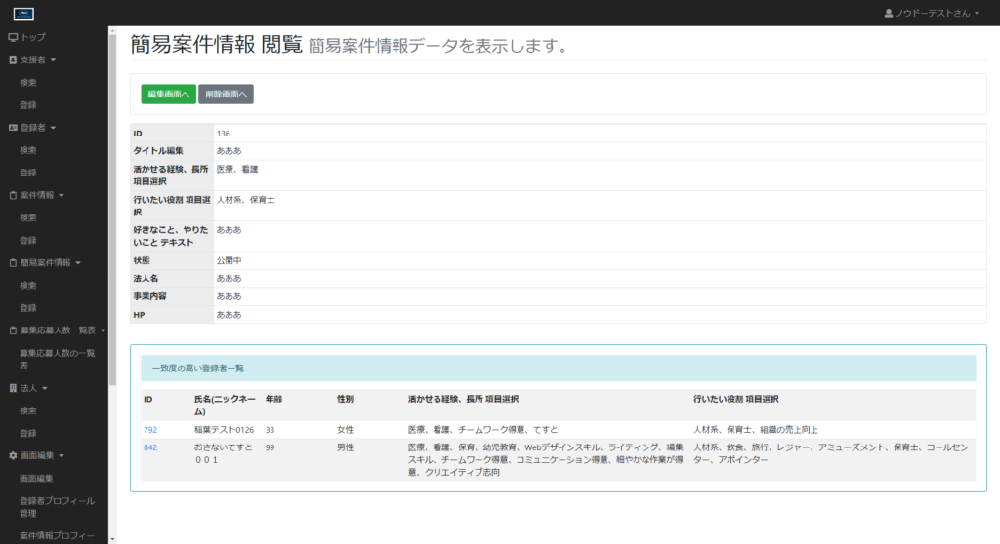 ノウドーテストさん
トップ
支援者
検索
登録
登録者
検索
登録
案件情報
検索
登録
簡易案件情報
検索
登録
募集応募人数一覧表
募集応募人数の一覧
表
法人
検索
登録
画面編集
画面編集
登録者プロフィール
管理
案件情報プロフィー
簡易案件情報 閲覧 簡易案件情報データを表示します。
編集画面へ 削除画面へ
ID 136
タイトル編集 あああ
活かせる経験、長所 医療、看護
項目選択
行いたい役割 項目選 人材系、保育士
択
好きなこと、やりた あああ
いこと テキスト
状態 公開中
法人名 あああ
事業内容 あああ
HP あああ
一致度の高い登録者一覧
ID 氏名(ニックネー 年齢 性別 活かせる経験、長所 項目選択 行いたい役割 項目選択
ム)
792 稲葉テスト0126 33 女性 医療、看護、チームワーク得意、てすと 人材系、保育士、組織の売上向上
842 おさないてすと 99 男性 医療、看護、保育、幼児教育、Webデザインスキル、ライティング、編集 人材系、飲食、旅行、レジャー、アミューズメント、保育士、コールセン
００１ スキル、チームワーク得意、コミュニケーション得意、細やかな作業が得 ター、アポインター
意、クリエイティブ志向